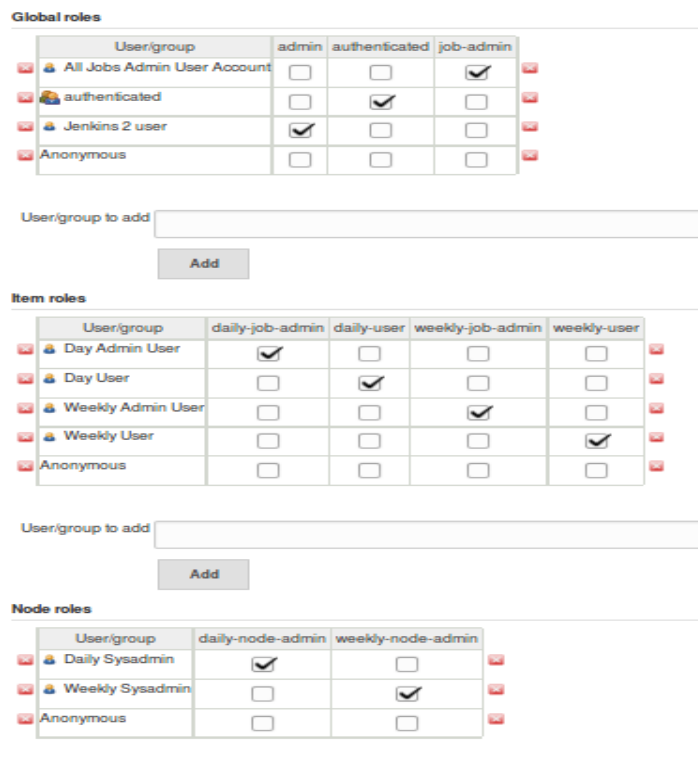 Global roles
User/group admin authenticated job-admin
All Jobs Admin User Account
authenticated
Jenkins 2 user
Anonymous
User/group to add
Add
Item roles
User/group daily-job-admin daily-user weekly-job-admin weekly-user
Day Admin User
Day User
Weekly Admin User
Weekly User
Anonymous
User/group to add
Add
Node roles
User/group daily-node-admin weekly-node-admin
Daily Sysadmin
Weekly Sysadmin
Anonymous